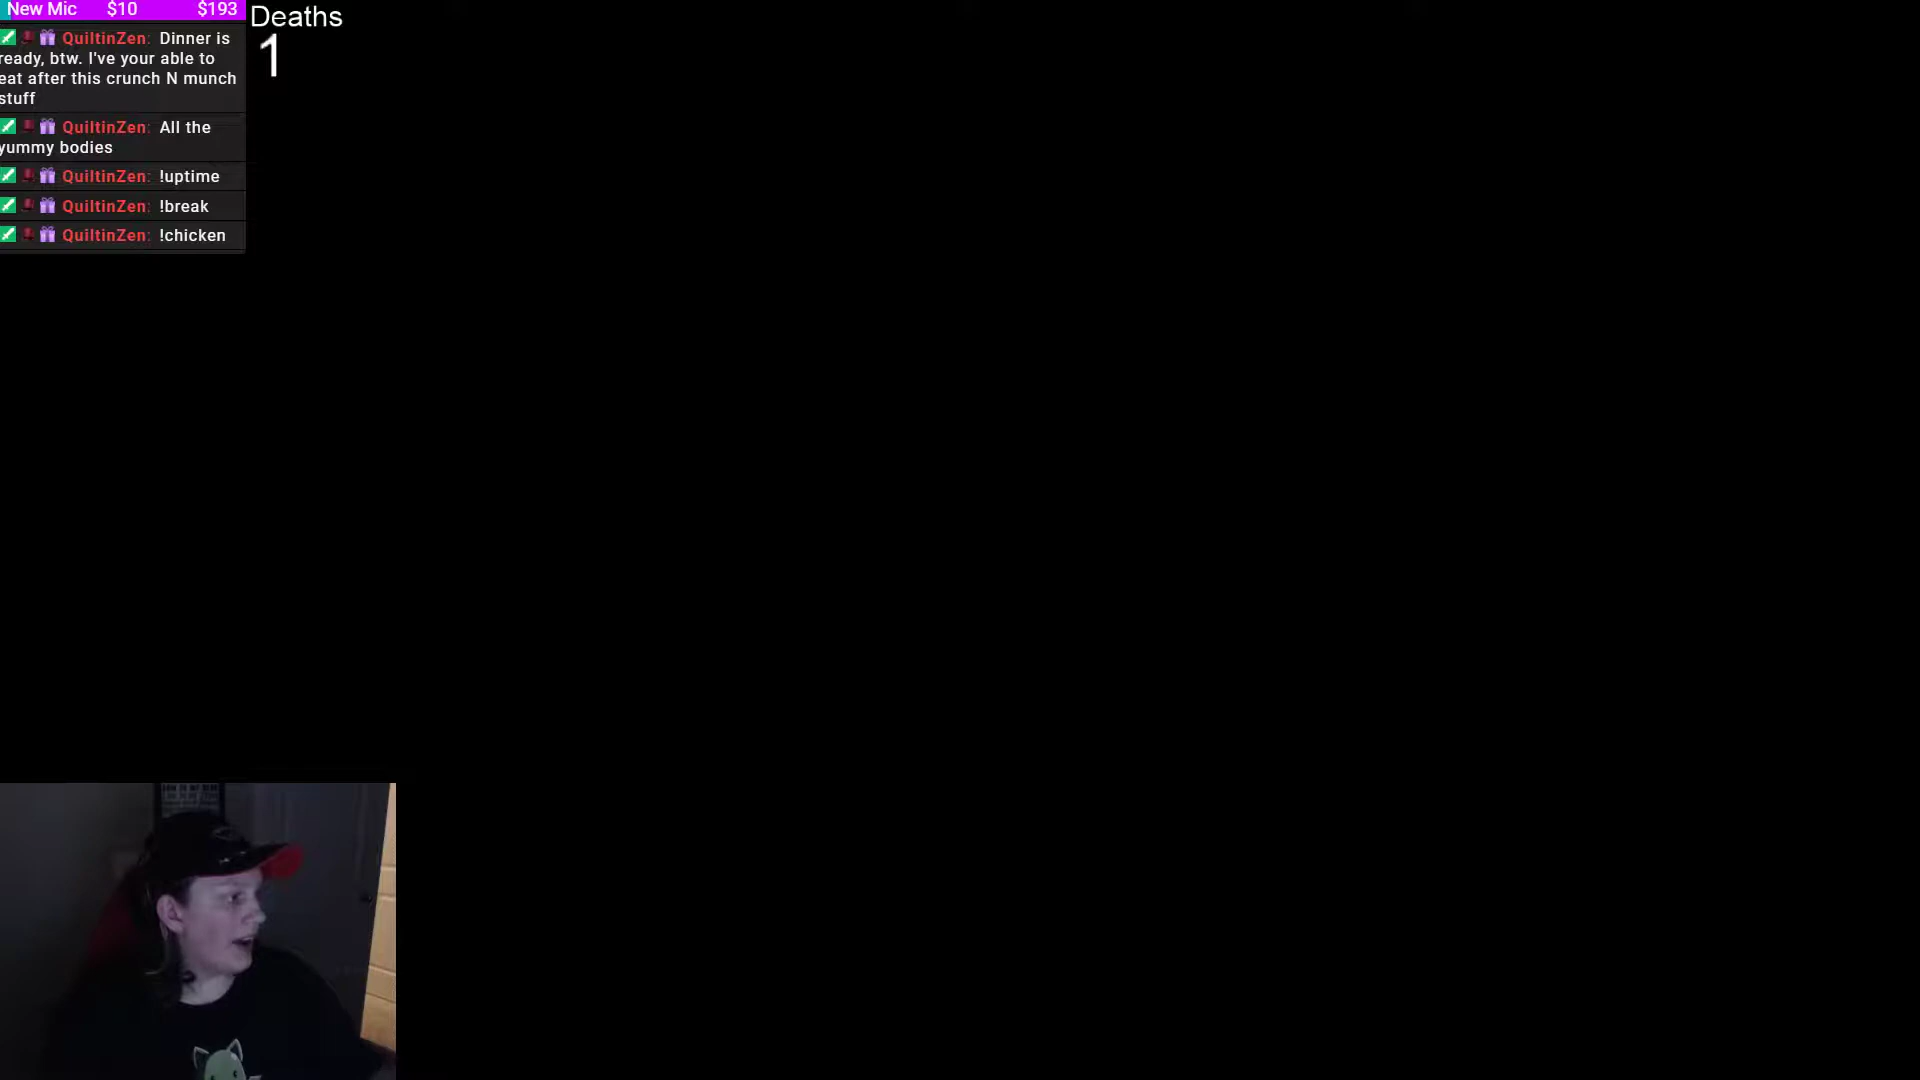 New Mic $10 $193
Deaths
1
QuiltinZen: Dinner is
ready, btw. I've your able to
eat after this crunch N munch
stuff
QuiltinZen: All the
yummy bodies
QuiltinZen: !uptime
QuiltinZen: !break
QuiltinZen: !chicken